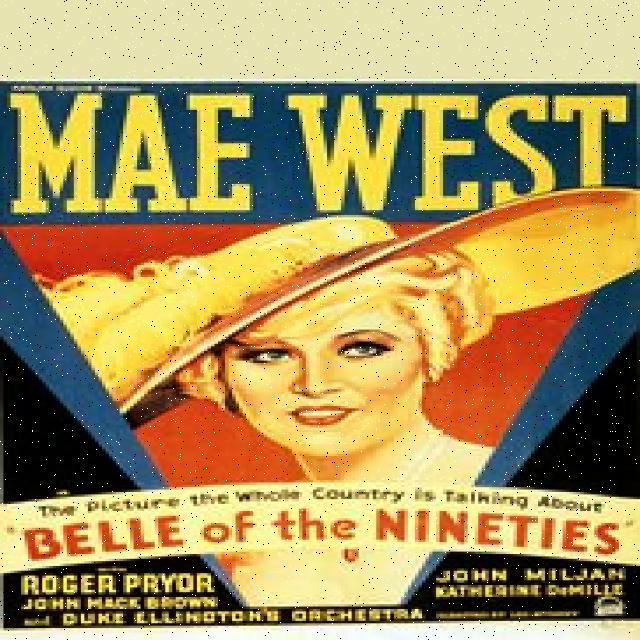 MAE WEST
The Picture the Whole Country is Talking About
"BELLE of the NINETIES"
ROGER PRYOR
JOHN MACK BROWN
and DUKE ELLINGTON'S ORCHESTRA
JOHN MILJAN
KATHERINE DeMILLE